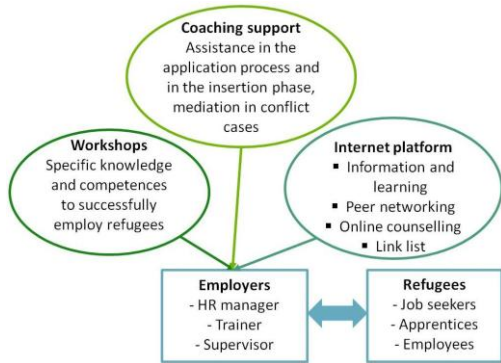 Coaching support
Assistance in the
application process and
in the insertion phase,
mediation in conflict
cases
Workshops
Specific knowledge
and competences
to successfully
employ refugees
Internet platform
▪ Information and
learning
▪ Peer networking
▪ Online counselling
▪ Link list
Employers
- HR manager
- Trainer
- Supervisor
Refugees
- Job seekers
- Apprentices
- Employees